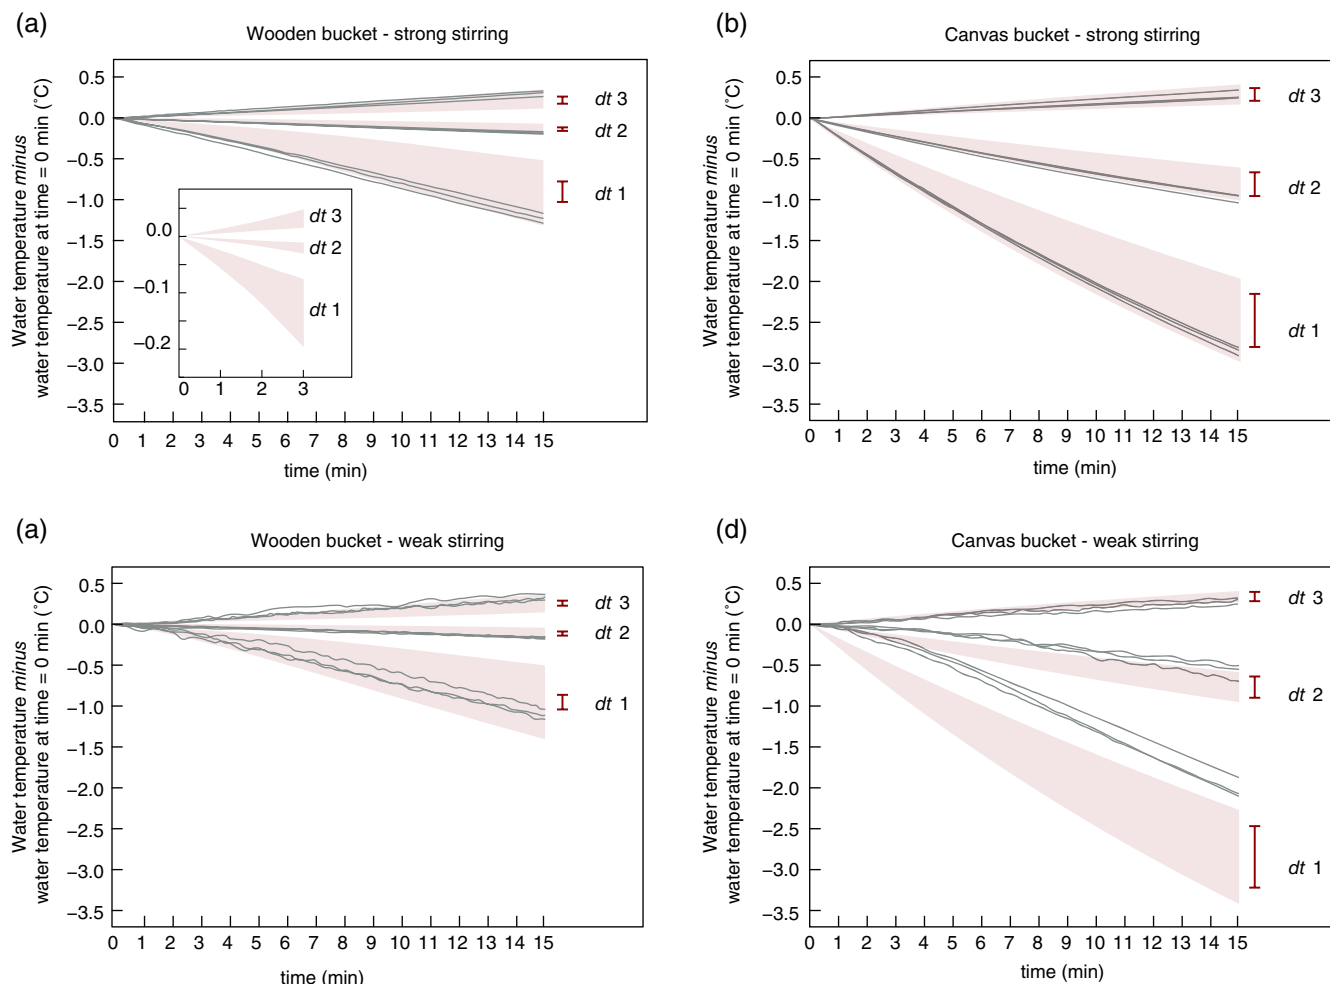 (a)
Wooden bucket - strong stirring
Water temperature minus
water temperature at time = 0 min (˚C)
0.5
0.0
−0.5
−1.0
−1.5
−2.0
−2.5
−3.0
−3.5
dt 3
dt 2
dt 1
0.0
−0.1
−0.2
dt 3
dt 2
dt 1
0 1 2 3
0 1 2 3 4 5 6 7 8 9 10 11 12 13 14 15
time (min)
(b)
Canvas bucket - strong stirring
Water temperature minus
water temperature at time = 0 min (˚C)
0.5
0.0
−0.5
−1.0
−1.5
−2.0
−2.5
−3.0
−3.5
dt 3
dt 2
dt 1
0 1 2 3 4 5 6 7 8 9 10 11 12 13 14 15
time (min)
(a)
Wooden bucket - weak stirring
Water temperature minus
water temperature at time = 0 min (˚C)
0.5
0.0
−0.5
−1.0
−1.5
−2.0
−2.5
−3.0
−3.5
dt 3
dt 2
dt 1
0 1 2 3 4 5 6 7 8 9 10 11 12 13 14 15
time (min)
(d)
Canvas bucket - weak stirring
Water temperature minus
water temperature at time = 0 min (˚C)
0.5
0.0
−0.5
−1.0
−1.5
−2.0
−2.5
−3.0
−3.5
dt 3
dt 2
dt 1
0 1 2 3 4 5 6 7 8 9 10 11 12 13 14 15
time (min)